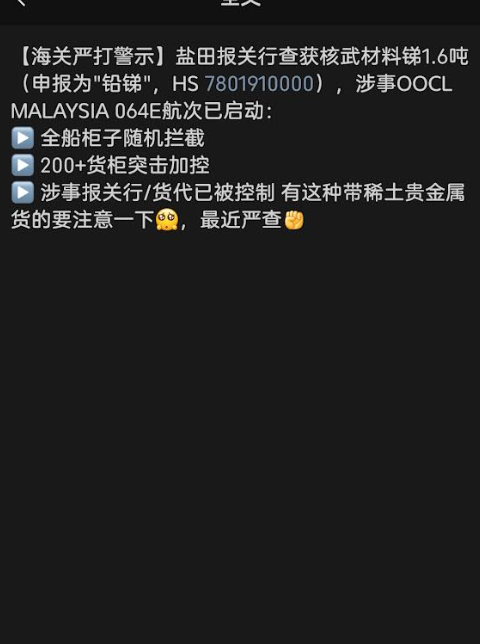 【海关严打警示】盐田报关行查获核武材料锑1.6吨
（申报为"铅锑"，HS 7801910000），涉事OOCL
MALAYSIA 064E航次已启动：
▶️ 全船柜子随机拦截
▶️ 200+货柜突击加控
▶️ 涉事报关行/货代已被控制 有这种带稀土贵金属
货的要注意一下🥺，最近严查✊